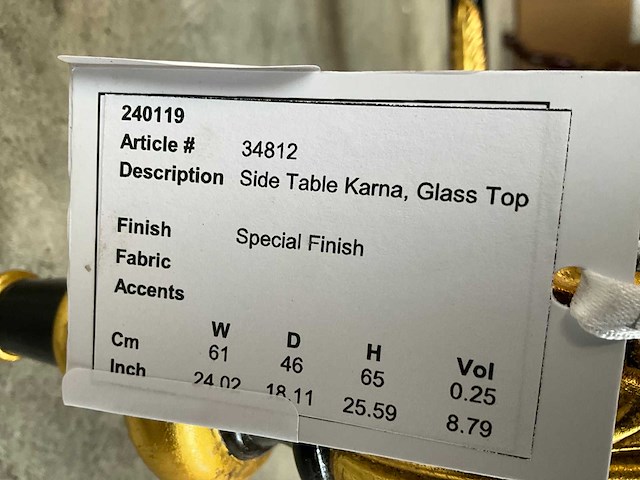 240119
Article # 34812
Description Side Table Karna, Glass Top
Finish Special Finish
Fabric
Accents
W D H Vol
Cm 61 46 65 0.25
Inch 24.02 18.11 25.59 8.79